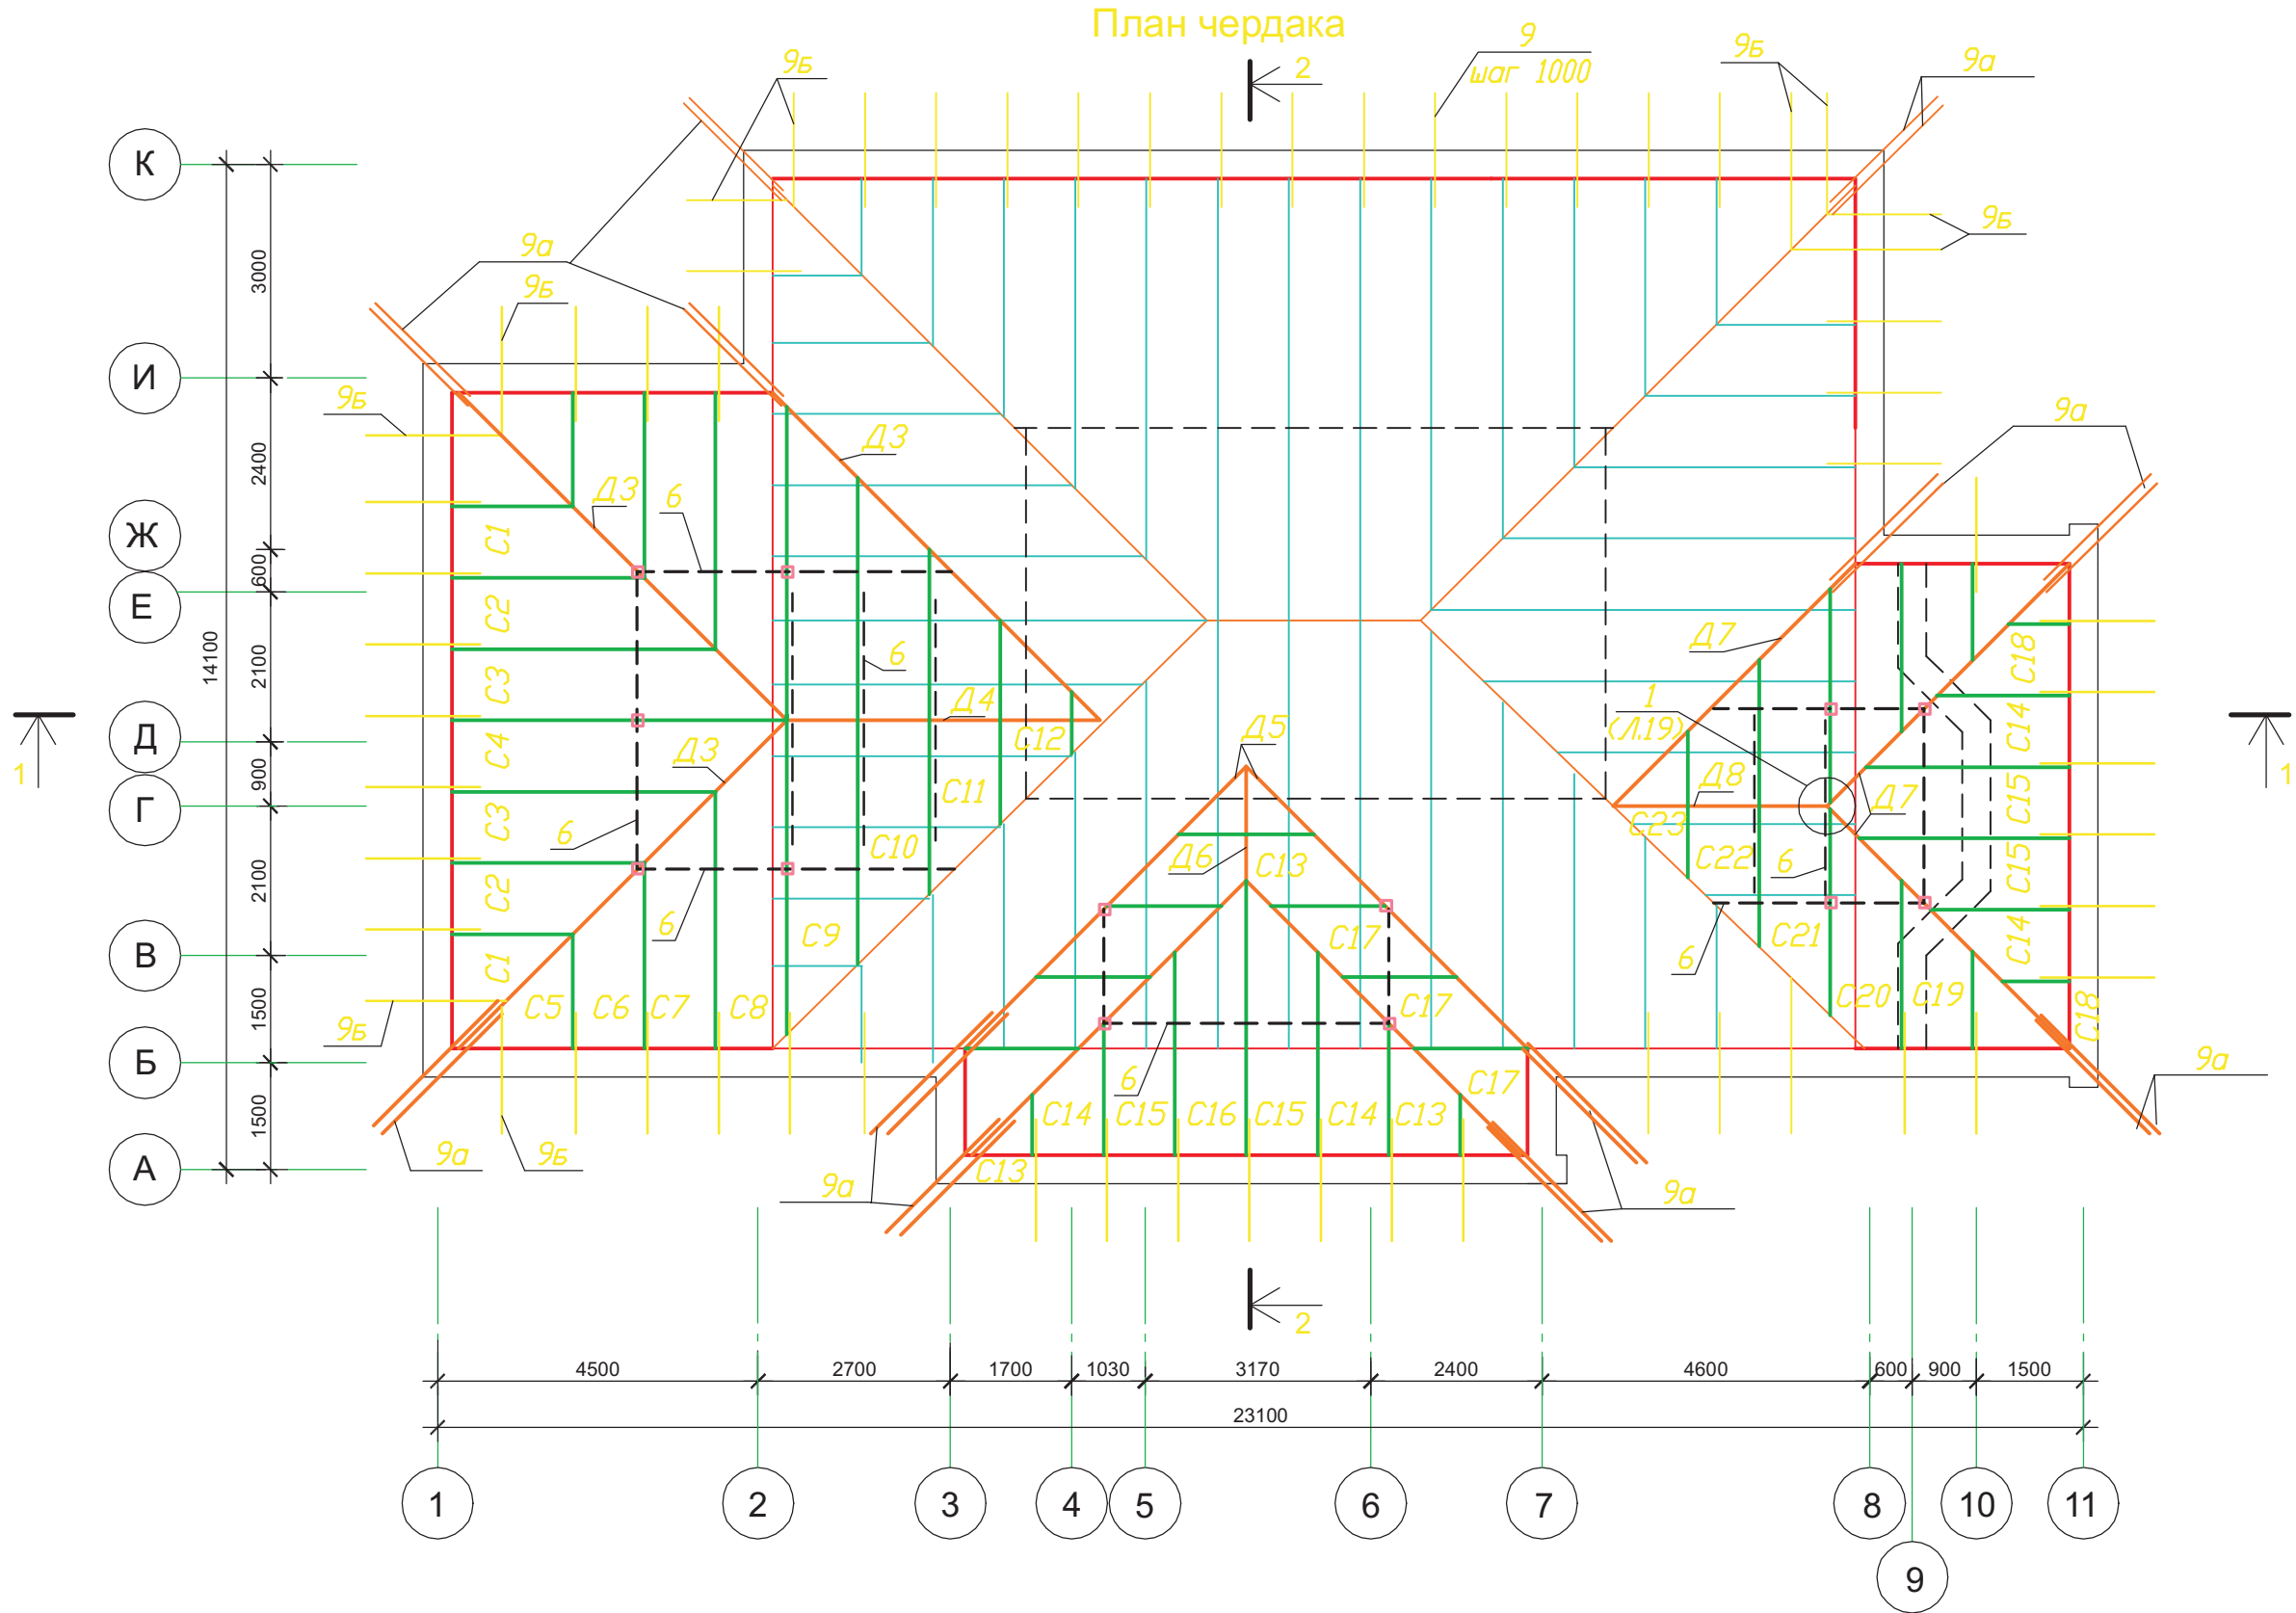 План чердака
9
шаг 1000
2
9Б
9Б
9а
К
9Б
9а
3000
9Б
И
9Б
9а
2400
Д3
Д3
6
Ж
С1
600
Е
С2
6
Д7
С18
14100
2100
С3
Д4
1
(Л.19)
С14
Д
1
С4
Д3
С12
Д5
1
900
Г
С3
6
С11
Д8
Д7
С15
С23
2100
С2
6
С10
Д6
С13
С22
6
С15
В
С1
С9
С17
С21
6
С14
1500
9Б
С5
С6
С7
С8
С17
С20
С19
С18
Б
6
С17
9а
1500
С14
С15
С16
С15
С14
С13
А
9а
9Б
С13
9а
9а
2
4500
2700
1700
1030
3170
2400
4600
600
900
1500
23100
1
2
3
4
5
6
7
8
10
11
9